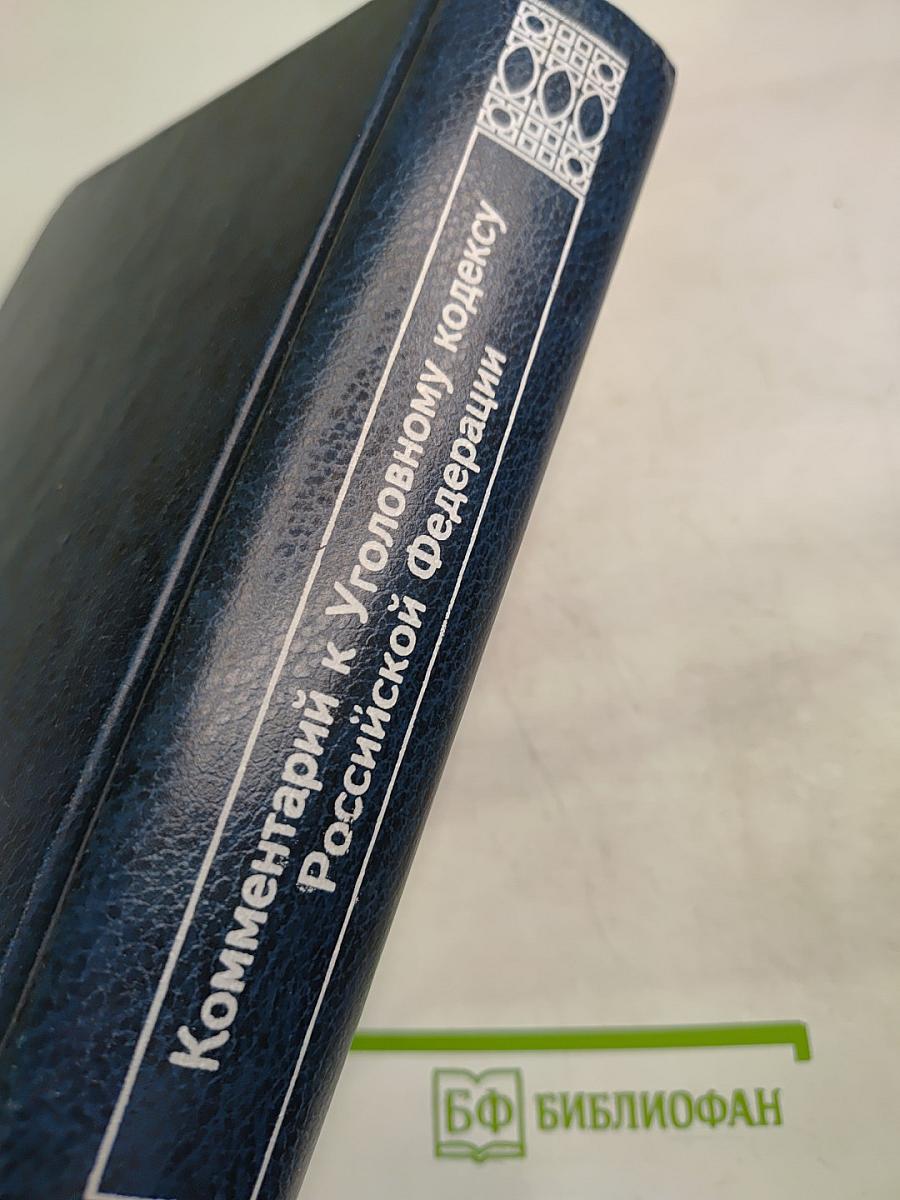 Комментарий к Уголовному кодексу
Российской Федерации
БФ БИБЛИОФАН